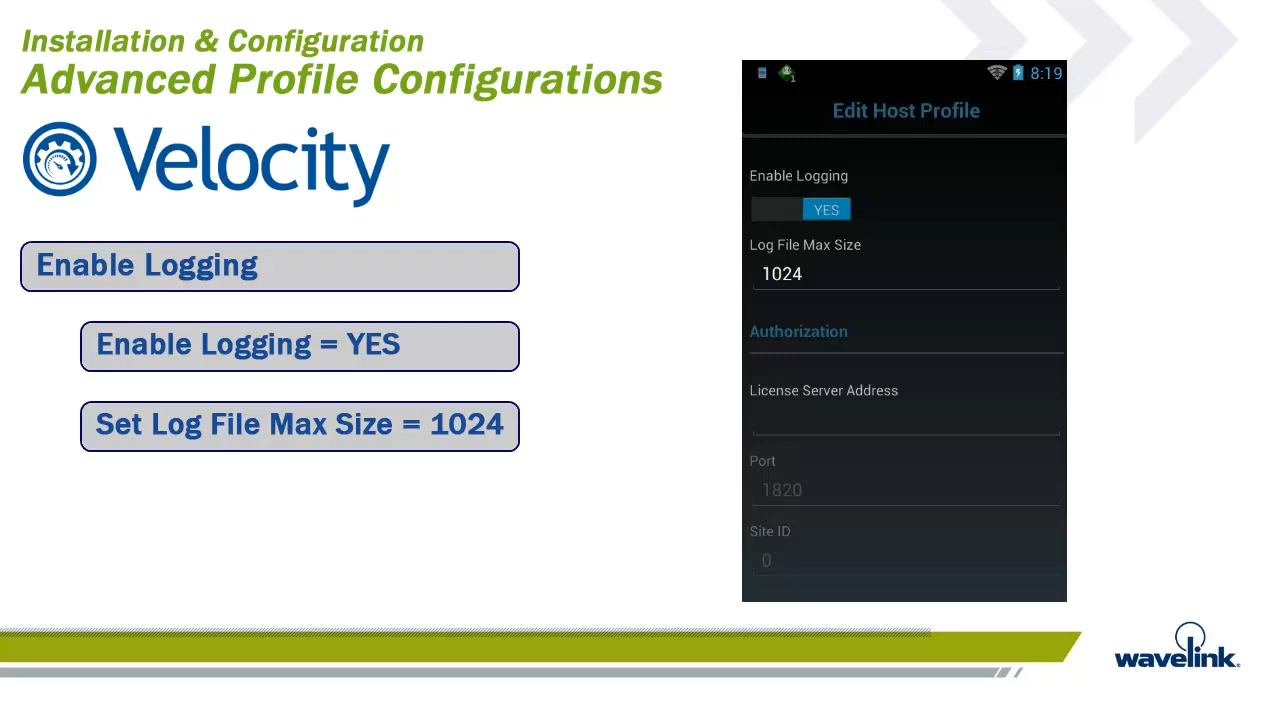 Installation & Configuration
Advanced Profile Configurations
Velocity
Enable Logging
Enable Logging = YES
Set Log File Max Size = 1024
1
8:19
Edit Host Profile
Enable Logging
YES
Log File Max Size
1024
Authorization
License Server Address
Port
1820
Site ID
0
wavelink®